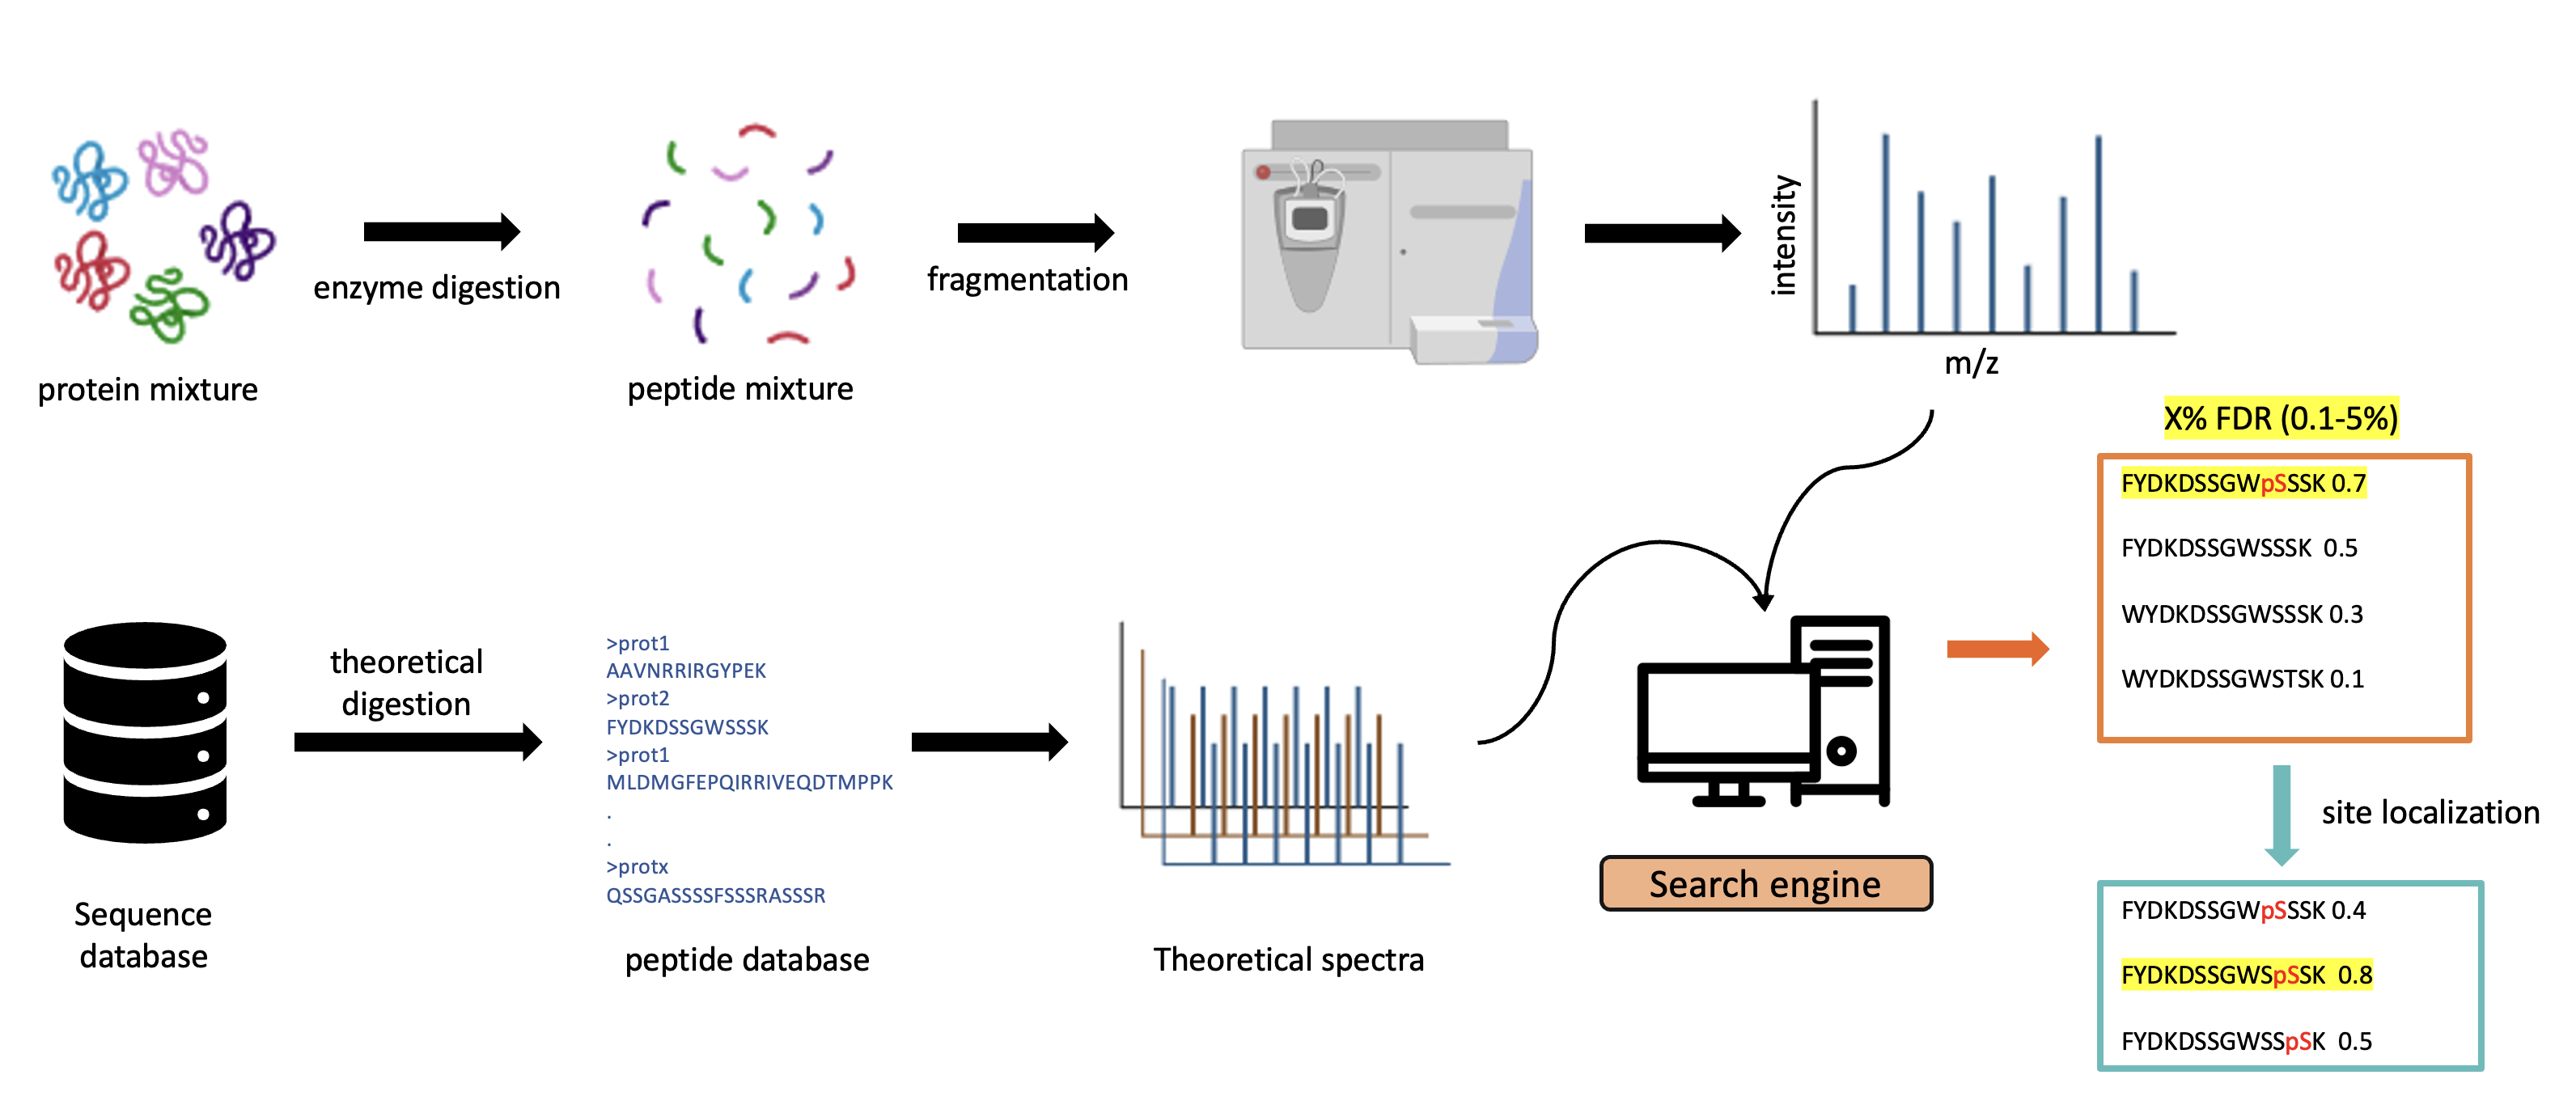 protein mixture
enzyme digestion
peptide mixture
fragmentation
intensity
m/z
Sequence
database
theoretical
digestion
>prot1
AAVNRRIRGYPEK
>prot2
FYDKDSSGWSSSK
>prot1
MLDMGFEPQIRRIVEQDTMPPK
.
.
>protx
QSSGASSSSFSSSRASSSR
peptide database
Theoretical spectra
Search engine
X% FDR (0.1-5%)
FYDKDSSGWpSSSK 0.7
FYDKDSSGWSSSK 0.5
WYDKDSSGWSSSK 0.3
WYDKDSSGWSTSK 0.1
site localization
FYDKDSSGWpSSSK 0.4
FYDKDSSGWSpSSK 0.8
FYDKDSSGWSSpSK 0.5